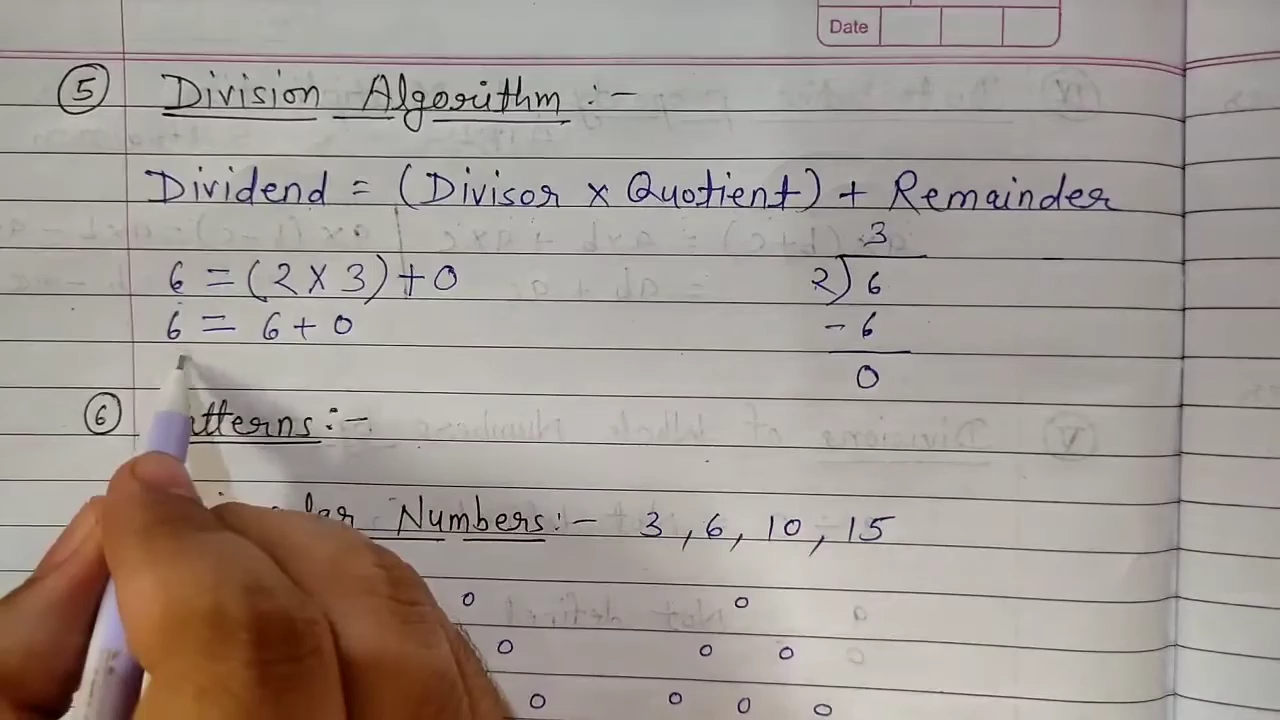 Date
⑤ Division Algorithm :-
Dividend = (Divisor × Quotient) + Remainder
6 = (2 × 3) + 0
6 = 6 + 0
3
2) 6
- 6
0
⑥ :-
Numbers :- 3, 6, 10, 15